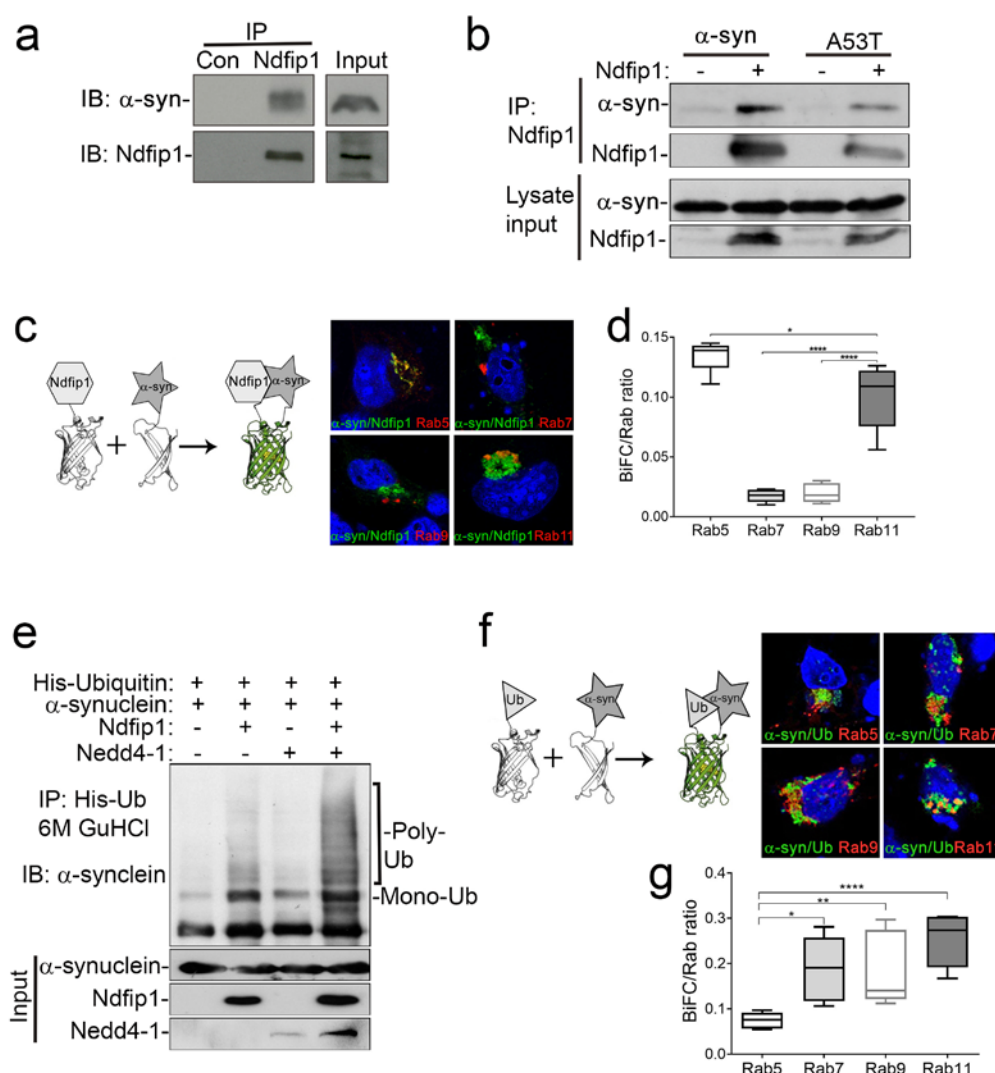 a
IP
Con Ndfip1 Input
IB: α-syn-
IB: Ndfip1-
b
α-syn A53T
Ndfip1: - + - +
IP:
Ndfip1
α-syn-
Ndfip1-
Lysate
input
α-syn-
Ndfip1-
c
Ndfip1
α-syn
+
Ndfip1 α-syn
α-syn/Ndfip1 Rab5
α-syn/Ndfip1 Rab7
α-syn/Ndfip1 Rab9
α-syn/Ndfip1 Rab11
d
BiFC/Rab ratio
0.15
0.10
0.05
0.00
*
****
****
Rab5 Rab7 Rab9 Rab11
e
His-Ubiquitin: + + + +
α-synuclein: + + + +
Ndfip1: - + - +
Nedd4-1: - - + +
IP: His-Ub
6M GuHCl
IB: α-synclein
-Poly-
Ub
-Mono-Ub
Input
α-synuclein-
Ndfip1-
Nedd4-1-
f
Ub
α-syn
+
Ub α-syn
α-syn/Ub Rab5
α-syn/Ub Rab7
α-syn/Ub Rab9
α-syn/Ub Rab1
g
BiFC/Rab ratio
0.4
0.3
0.2
0.1
0.0
****
**
*
Rab5 Rab7 Rab9 Rab11